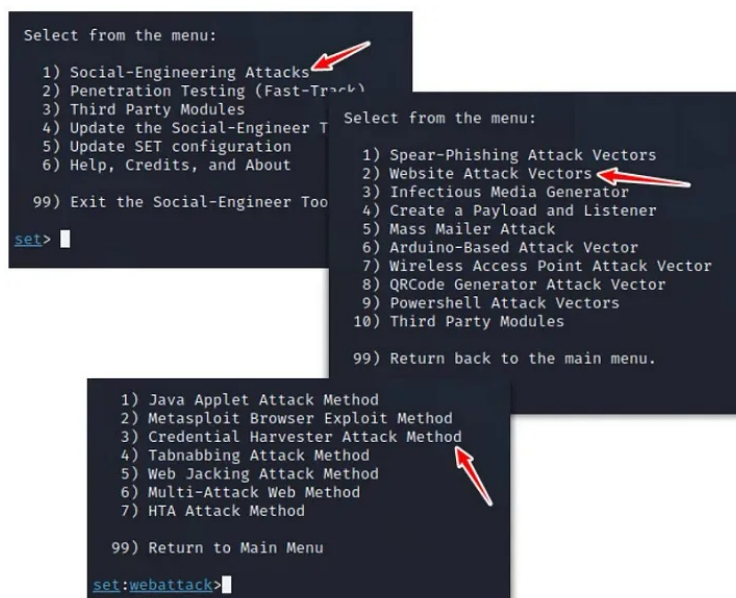 Select from the menu:
1) Social-Engineering Attacks
2) Penetration Testing (Fast-Track)
3) Third Party Modules
4) Update the Social-Engineer T
5) Update SET configuration
6) Help, Credits, and About
99) Exit the Social-Engineer Too
set>
Select from the menu:
1) Spear-Phishing Attack Vectors
2) Website Attack Vectors
3) Infectious Media Generator
4) Create a Payload and Listener
5) Mass Mailer Attack
6) Arduino-Based Attack Vector
7) Wireless Access Point Attack Vector
8) QRCode Generator Attack Vector
9) Powershell Attack Vectors
10) Third Party Modules
99) Return back to the main menu.
1) Java Applet Attack Method
2) Metasploit Browser Exploit Method
3) Credential Harvester Attack Method
4) Tabnabbing Attack Method
5) Web Jacking Attack Method
6) Multi-Attack Web Method
7) HTA Attack Method
99) Return to Main Menu
set:webattack>